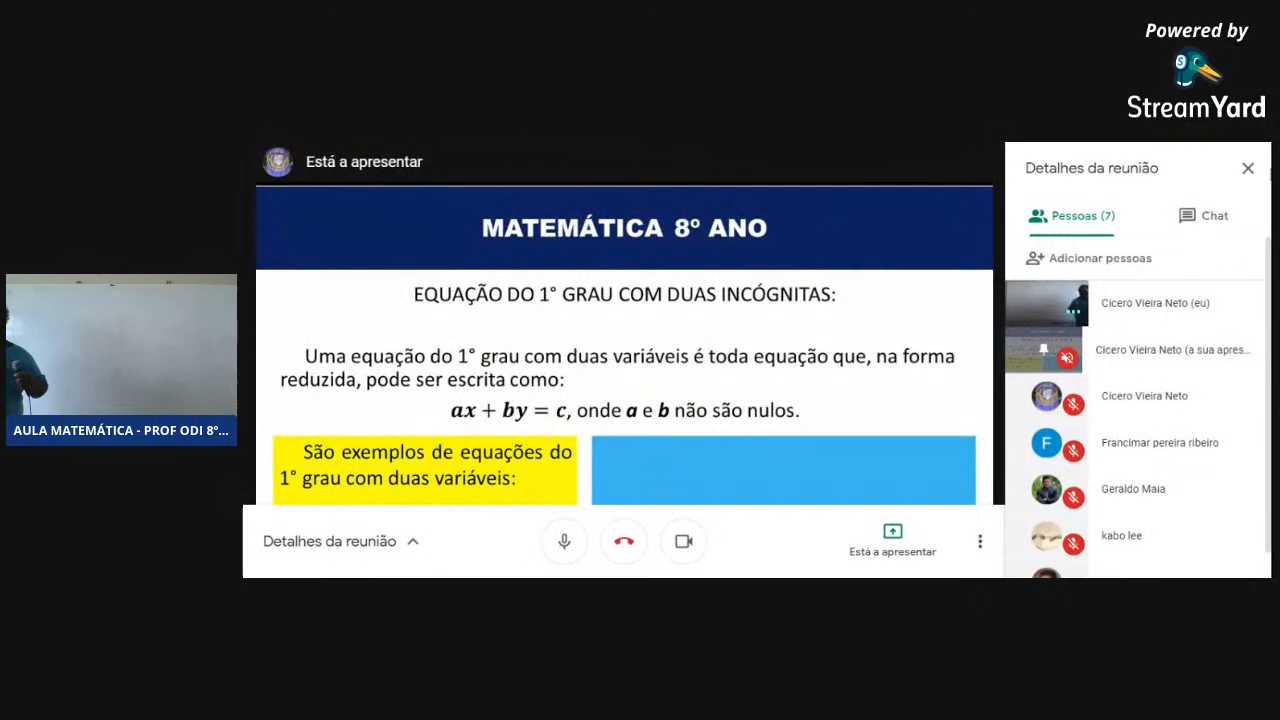 Powered by
StreamYard
Está a apresentar
MATEMÁTICA 8º ANO
EQUAÇÃO DO 1° GRAU COM DUAS INCÓGNITAS:
Uma equação do 1° grau com duas variáveis é toda equação que, na forma
reduzida, pode ser escrita como:
ax + by = c, onde a e b não são nulos.
São exemplos de equações do
1° grau com duas variáveis:
AULA MATEMÁTICA - PROF ODI 8º...
Detalhes da reunião
Está a apresentar
Detalhes da reunião
Pessoas (7)
Chat
Adicionar pessoas
Cicero Vieira Neto (eu)
Cicero Vieira Neto (a sua apres...
Cicero Vieira Neto
F
Francimar pereira ribeiro
Geraldo Maia
kabo lee